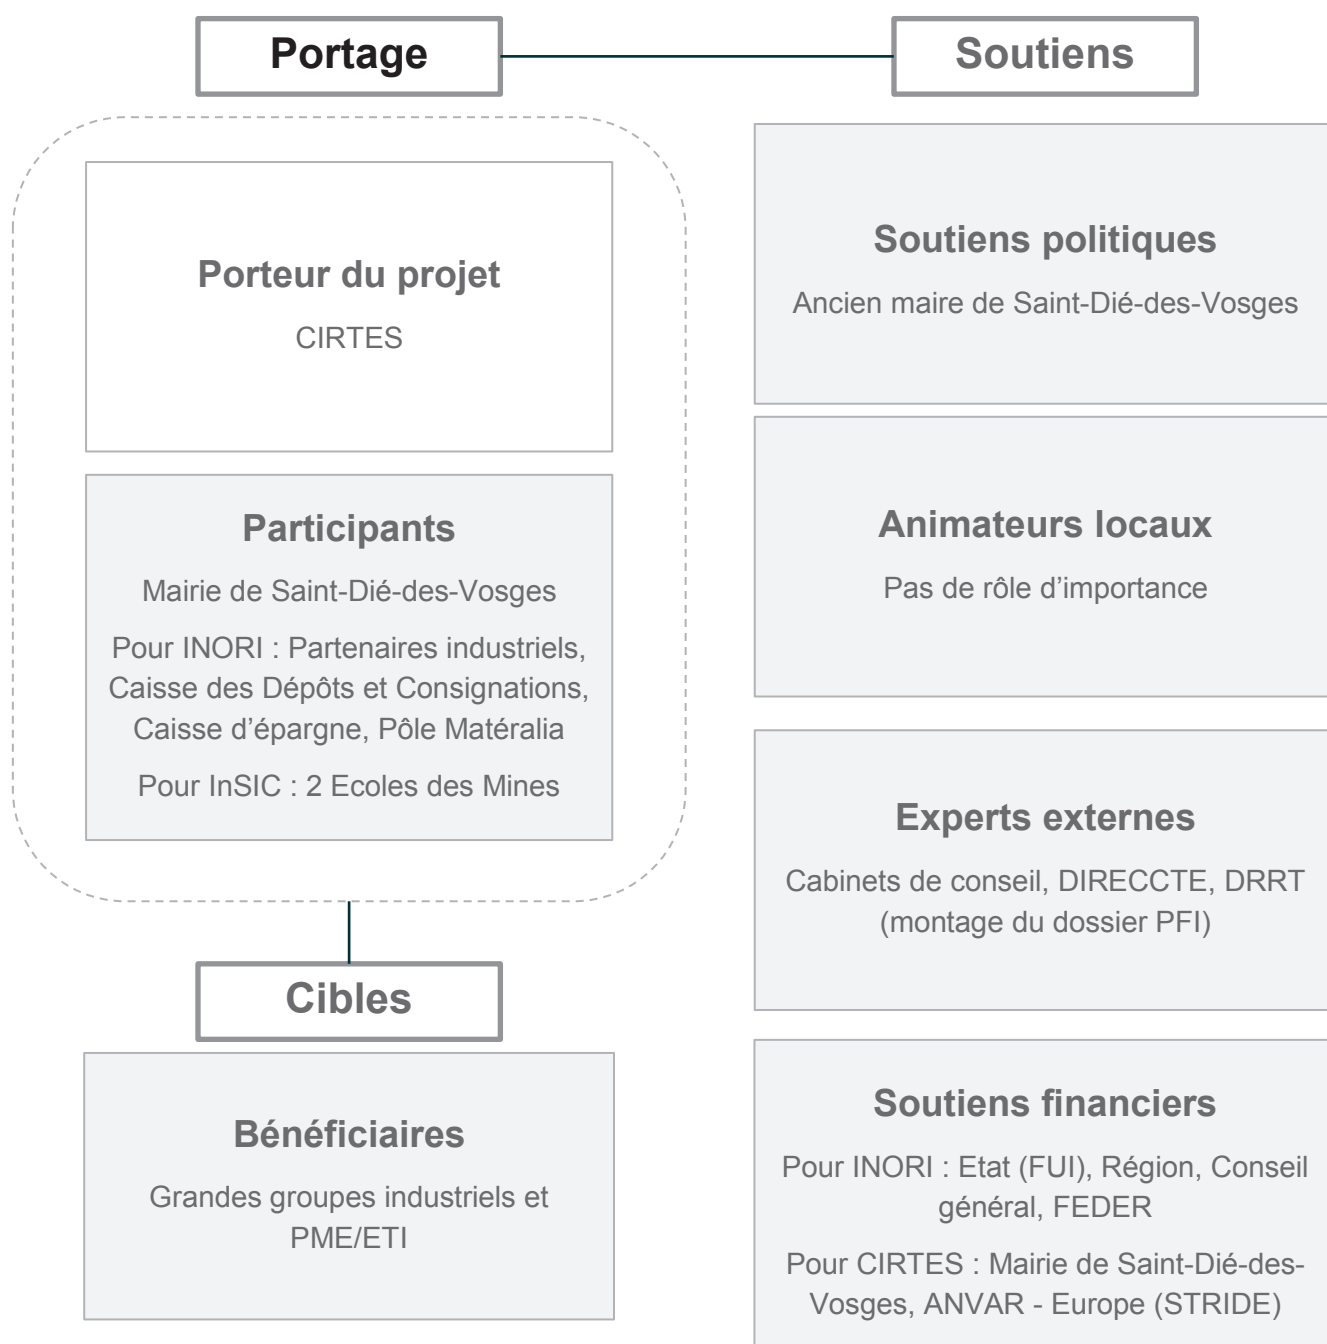 Portage
Porteur du projet
CIRTES
Participants
Mairie de Saint-Dié-des-Vosges
Pour INORI : Partenaires industriels,
Caisse des Dépôts et Consignations,
Caisse d’épargne, Pôle Matéralia
Pour InSIC : 2 Ecoles des Mines
Cibles
Bénéficiaires
Grandes groupes industriels et
PME/ETI
Soutiens
Soutiens politiques
Ancien maire de Saint-Dié-des-Vosges
Animateurs locaux
Pas de rôle d’importance
Experts externes
Cabinets de conseil, DIRECCTE, DRRT
(montage du dossier PFI)
Soutiens financiers
Pour INORI : Etat (FUI), Région, Conseil
général, FEDER
Pour CIRTES : Mairie de Saint-Dié-des-
Vosges, ANVAR - Europe (STRIDE)